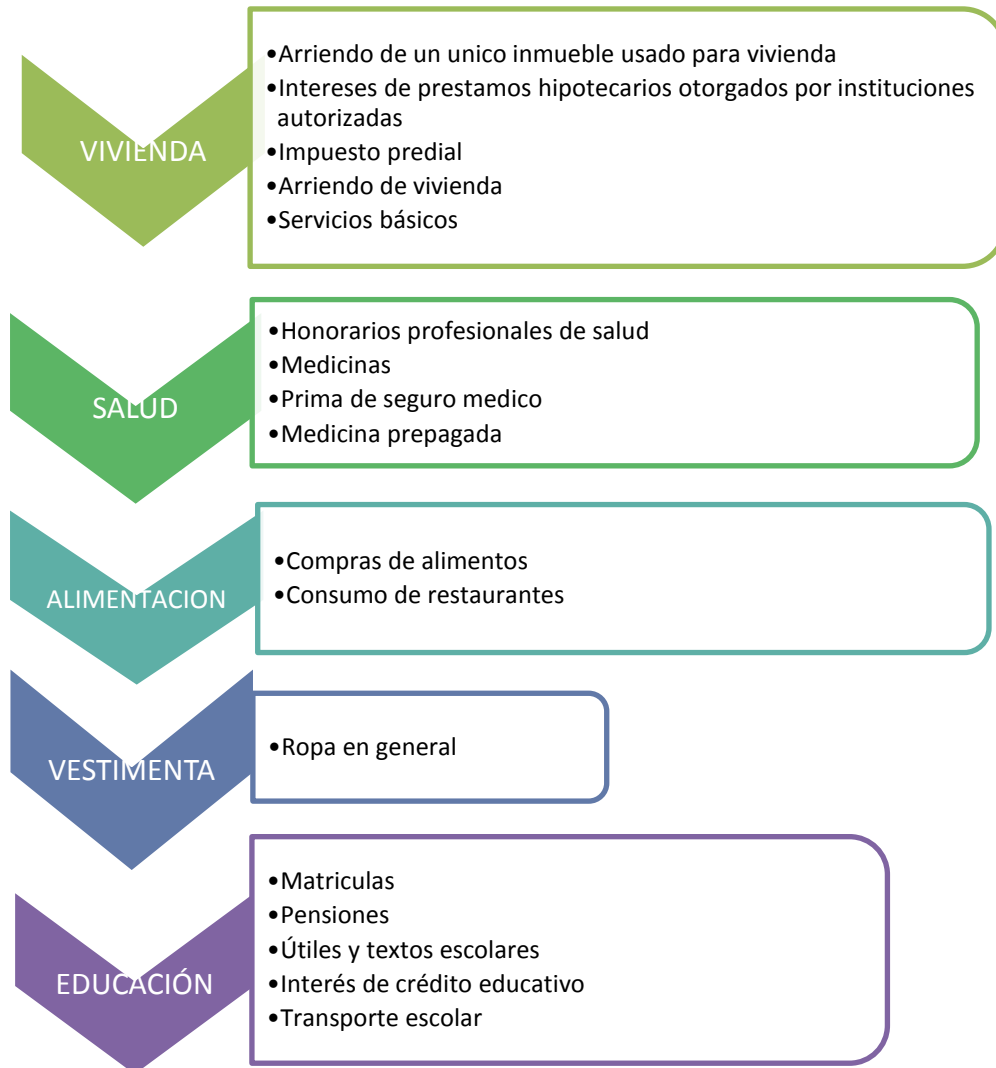 VIVIENDA
•Arriendo de un unico inmueble usado para vivienda
•Intereses de prestamos hipotecarios otorgados por instituciones
autorizadas
•Impuesto predial
•Arriendo de vivienda
•Servicios básicos
SALUD
•Honorarios profesionales de salud
•Medicinas
•Prima de seguro medico
•Medicina prepagada
ALIMENTACION
•Compras de alimentos
•Consumo de restaurantes
VESTIMENTA
•Ropa en general
EDUCACIÓN
•Matriculas
•Pensiones
•Útiles y textos escolares
•Interés de crédito educativo
•Transporte escolar